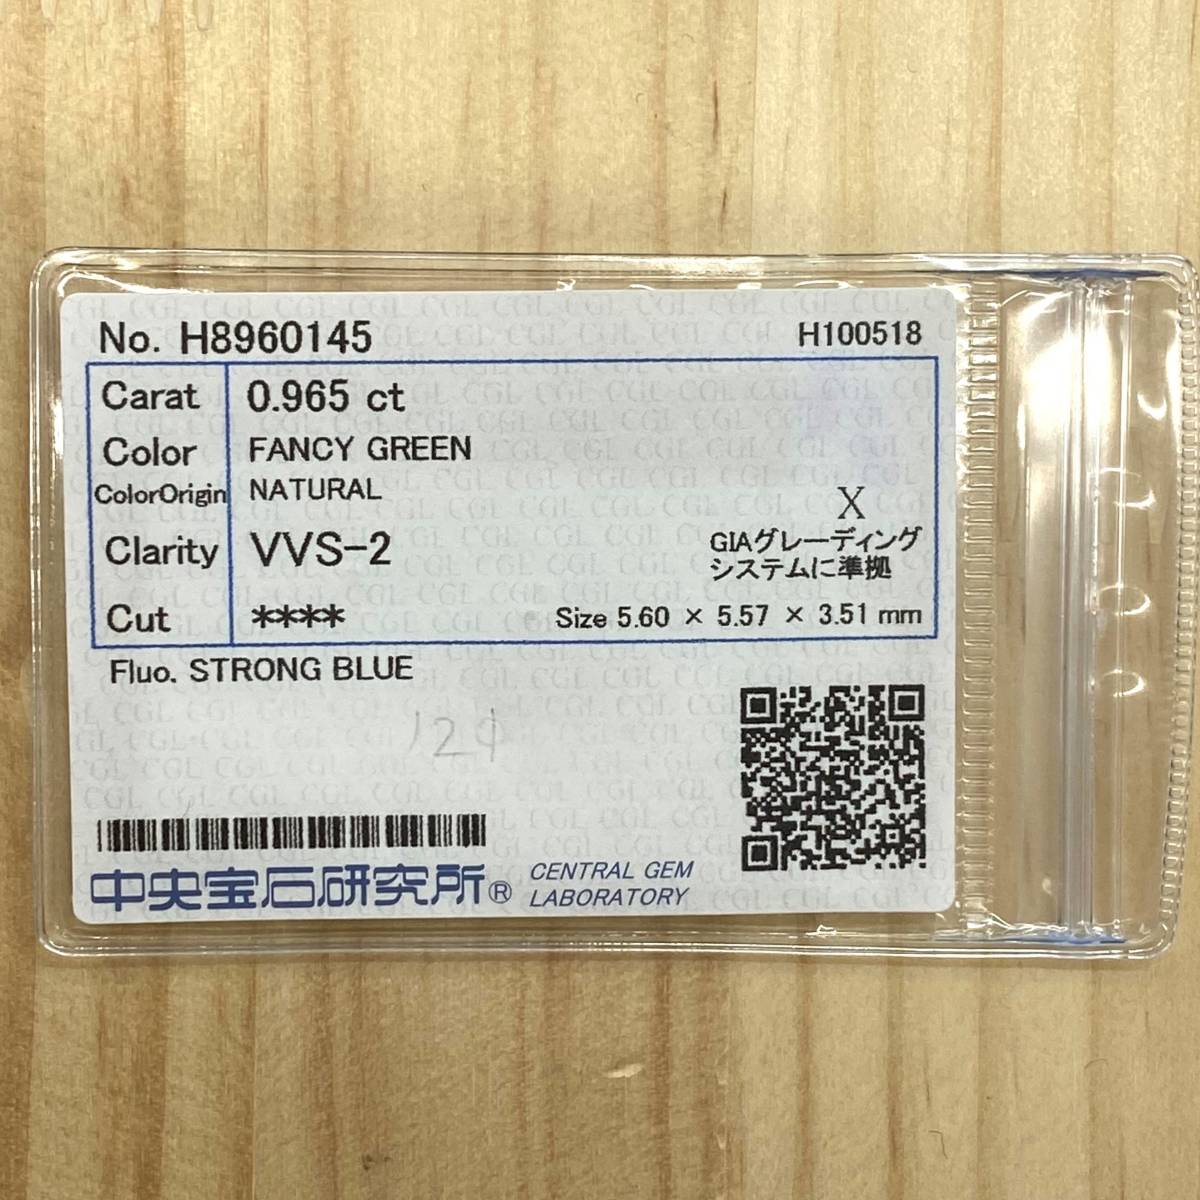 No. H8960145 H100518
Carat 0.965 ct
Color FANCY GREEN
ColorOrigin NATURAL
X
Clarity VVS-2
GIAグレーディング
システムに準拠
Cut **** Size 5.60 × 5.57 × 3.51 mm
Fluo. STRONG BLUE
中央宝石研究所® CENTRAL GEM
LABORATORY